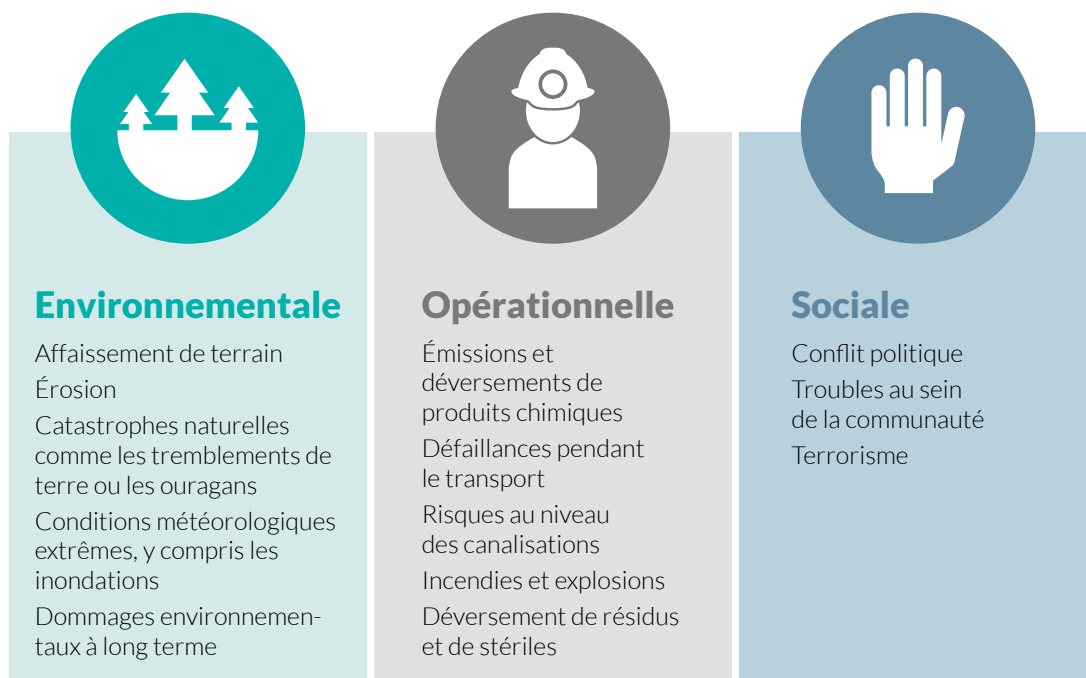 Environnementale
Affaissement de terrain
Érosion
Catastrophes naturelles
comme les tremblements de
terre ou les ouragans
Conditions météorologiques
extrêmes, y compris les
inondations
Dommages environnemen-
taux à long terme
Opérationnelle
Émissions et
déversements de
produits chimiques
Défaillances pendant
le transport
Risques au niveau
des canalisations
Incendies et explosions
Déversement de résidus
et de stériles
Sociale
Conflit politique
Troubles au sein
de la communauté
Terrorisme